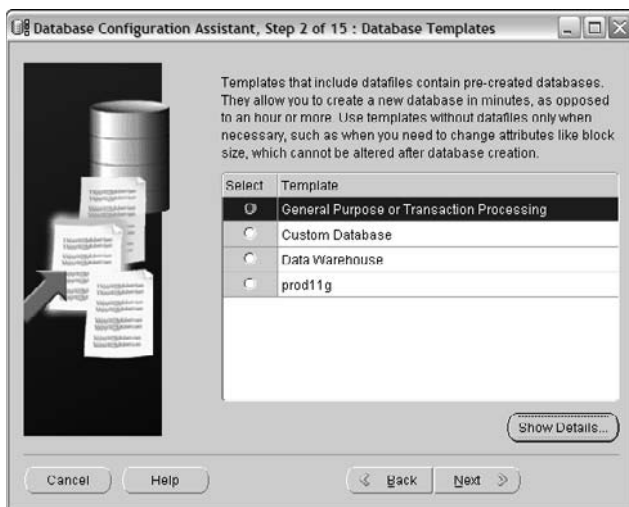 Database Configuration Assistant, Step 2 of 15 : Database Templates
Templates that include datafiles contain pre-created databases.
They allow you to create a new database in minutes, as opposed
to an hour or more. Use templates without datafiles only when
necessary, such as when you need to change attributes like block
size, which cannot be altered after database creation.
Select Template
General Purpose or Transaction Processing
Custom Database
Data Warehouse
prod11g
Show Details...
Cancel Help Back Next